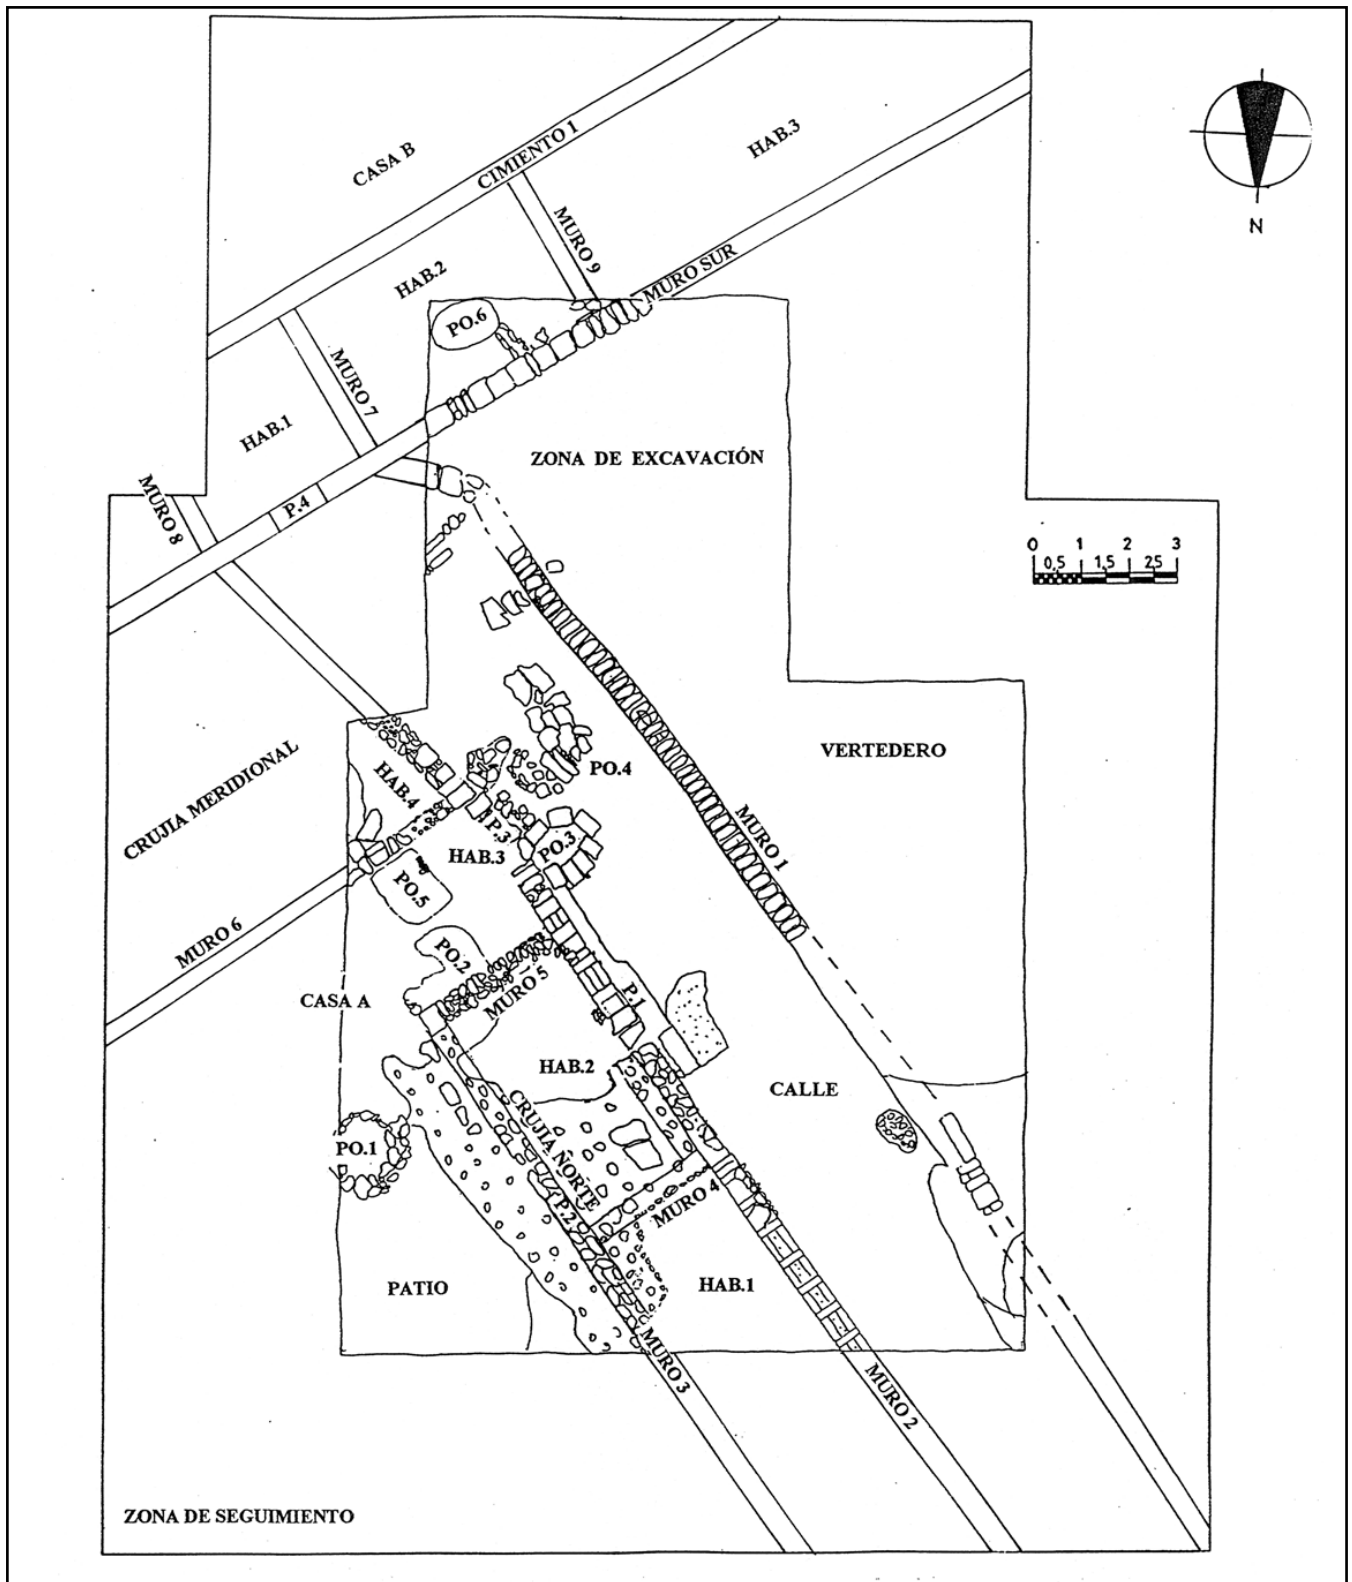 CASA B
CIMIENTO 1
HAB.3
N
MURO 9
HAB.2
MURO SUR
PO.6
MURO 7
HAB.1
ZONA DE EXCAVACIÓN
MURO 8
P.4
0 1 2 3
0,5 1,5 25
CRUJIA MERIDIONAL
HAB.4
PO.4
VERTEDERO
P.3
PO.3
MURO 1
HAB.3
PO.5
MURO 6
PO.2
MURO 5
CASA A
P.1
HAB.2
CALLE
CRUJIA ÑORTE
PO.1
P.2
MURO 4
PATIO
HAB.1
MURO 3
MURO 2
ZONA DE SEGUIMIENTO